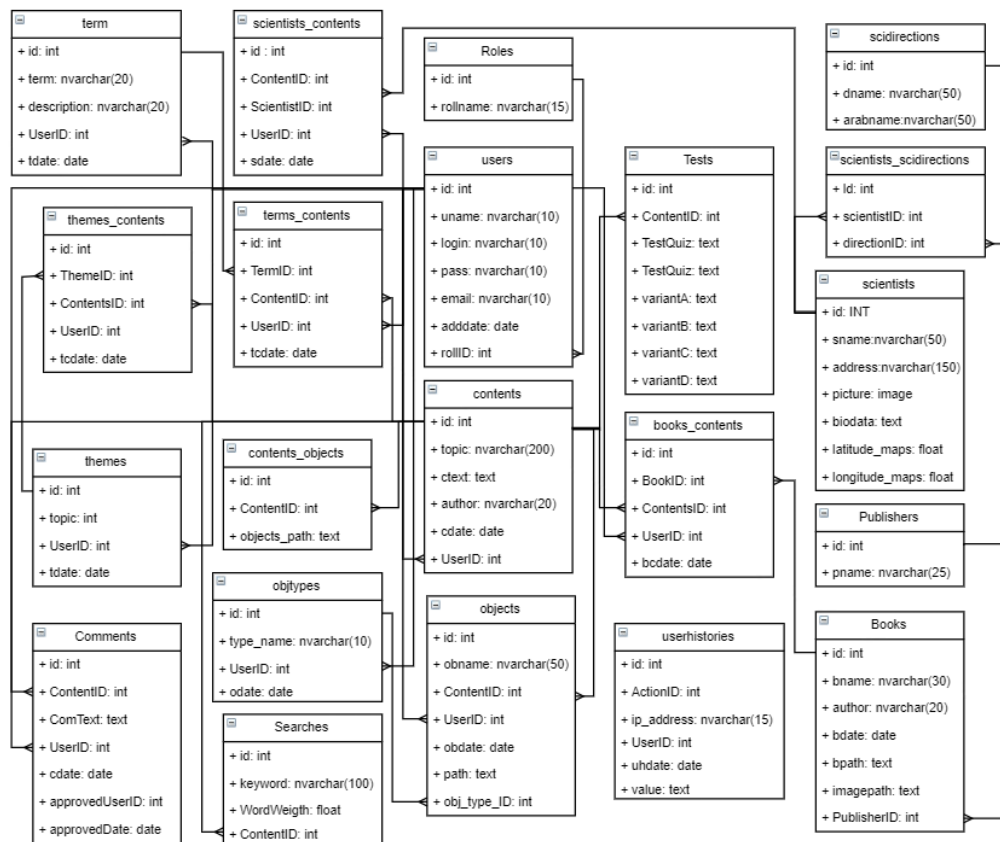 term
+ id: int
+ term: nvarchar(20)
+ description: nvarchar(20)
+ UserID: int
+ tdate: date
scientists_contents
+ id : int
+ ContentID: int
+ ScientistID: int
+ UserID: int
+ sdate: date
Roles
+ id: int
+ rollname: nvarchar(15)
scidirections
+ id: int
+ dname: nvarchar(50)
+ arabname:nvarchar(50)
users
+ id: int
+ uname: nvarchar(10)
+ login: nvarchar(10)
+ pass: nvarchar(10)
+ email: nvarchar(10)
+ adddate: date
+ rollID: int
Tests
+ id: int
+ ContentID: int
+ TestQuiz: text
+ TestQuiz: text
+ variantA: text
+ variantB: text
+ variantC: text
+ variantD: text
scientists_scidirections
+ Id: int
+ scientistID: int
+ directionID: int
themes_contents
+ id: int
+ ThemeID: int
+ ContentsID: int
+ UserID: int
+ tcdate: date
terms_contents
+ id: int
+ TermID: int
+ ContentID: int
+ UserID: int
+ tcdate: date
scientists
+ id: INT
+ sname:nvarchar(50)
+ address:nvarchar(150)
+ picture: image
+ biodata: text
+ latitude_maps: float
+ longitude_maps: float
contents
+ id: int
+ topic: nvarchar(200)
+ ctext: text
+ author: nvarchar(20)
+ cdate: date
+ UserID: int
books_contents
+ id: int
+ BookID: int
+ ContentsID: int
+ UserID: int
+ bcdate: date
themes
+ id: int
+ topic: int
+ UserID: int
+ tdate: date
contents_objects
+ id: int
+ ContentID: int
+ objects_path: text
Publishers
+ id: int
+ pname: nvarchar(25)
objtypes
+ id: int
+ type_name: nvarchar(10)
+ UserID: int
+ odate: date
objects
+ id: int
+ obname: nvarchar(50)
+ ContentID: int
+ UserID: int
+ obdate: date
+ path: text
+ obj_type_ID: int
userhistories
+ id: int
+ ActionID: int
+ ip_address: nvarchar(15)
+ UserID: int
+ uhdate: date
+ value: text
Books
+ id: int
+ bname: nvarchar(30)
+ author: nvarchar(20)
+ bdate: date
+ bpath: text
+ imagepath: text
+ PublisherID: int
Comments
+ id: int
+ ContentID: int
+ ComText: text
+ UserID: int
+ cdate: date
+ approvedUserID: int
+ approvedDate: date
Searches
+ id: int
+ keyword: nvarchar(100)
+ WordWeigth: float
+ ContentID: int